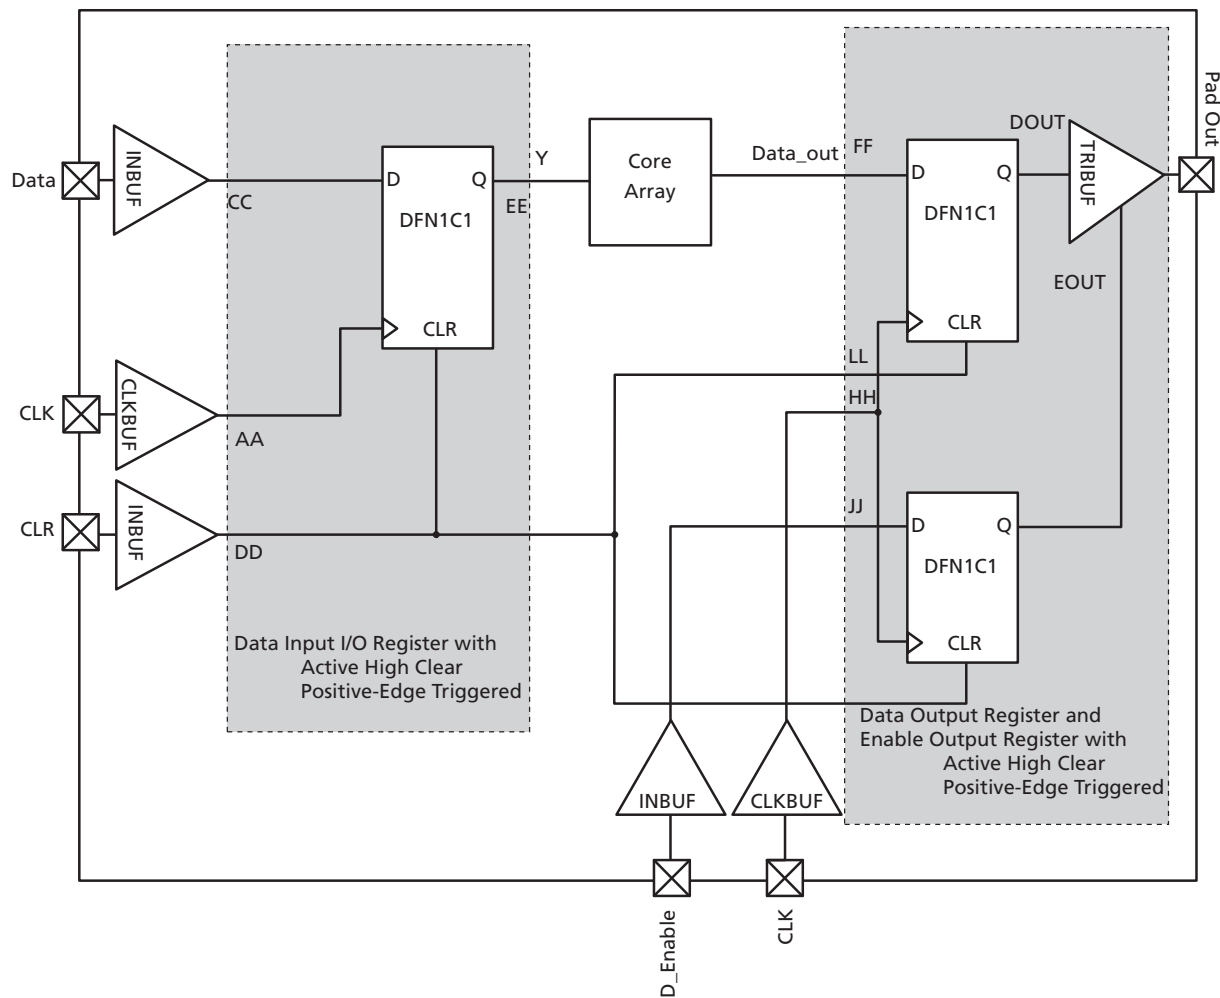 Pad Out
DOUT
INBUF
TRIBUF
Y
Core
Array
Data_out
FF
Data
D
Q
D
Q
CC
EE
DFN1C1
DFN1C1
EOUT
CLR
CLR
LL
CLKBUF
HH
CLK
AA
INBUF
JJ
CLR
D
Q
DD
DFN1C1
CLR
Data Input I/O Register with
Active High Clear
Positive-Edge Triggered
Data Output Register and
Enable Output Register with
Active High Clear
Positive-Edge Triggered
INBUF
CLKBUF
D_Enable
CLK